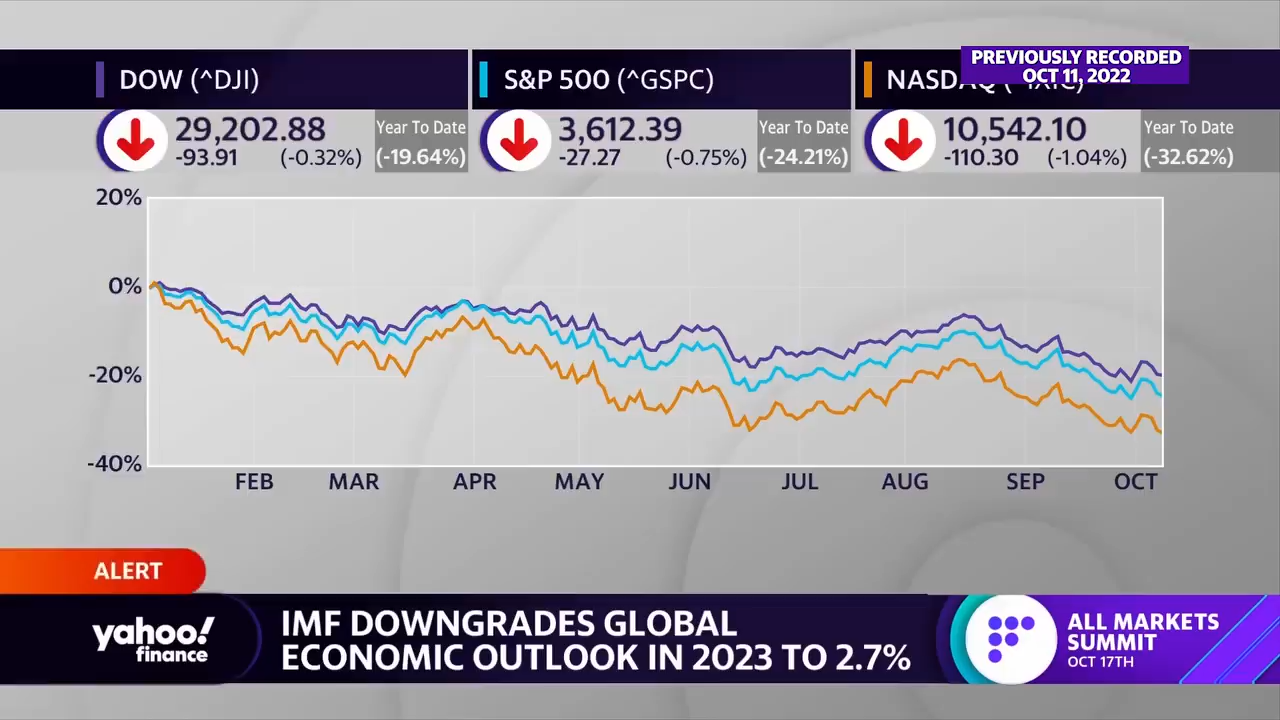 PREVIOUSLY RECORDED
OCT 11, 2022
DOW (^DJI)
29,202.88
-93.91 (-0.32%)
Year To Date
(-19.64%)
S&P 500 (^GSPC)
3,612.39
-27.27 (-0.75%)
Year To Date
(-24.21%)
NASDAQ (^IXIC)
10,542.10
-110.30 (-1.04%)
Year To Date
(-32.62%)
20%
0%
-20%
-40%
FEB MAR APR MAY JUN JUL AUG SEP OCT
ALERT
yahoo!
finance
IMF DOWNGRADES GLOBAL
ECONOMIC OUTLOOK IN 2023 TO 2.7%
ALL MARKETS
SUMMIT
OCT 17TH